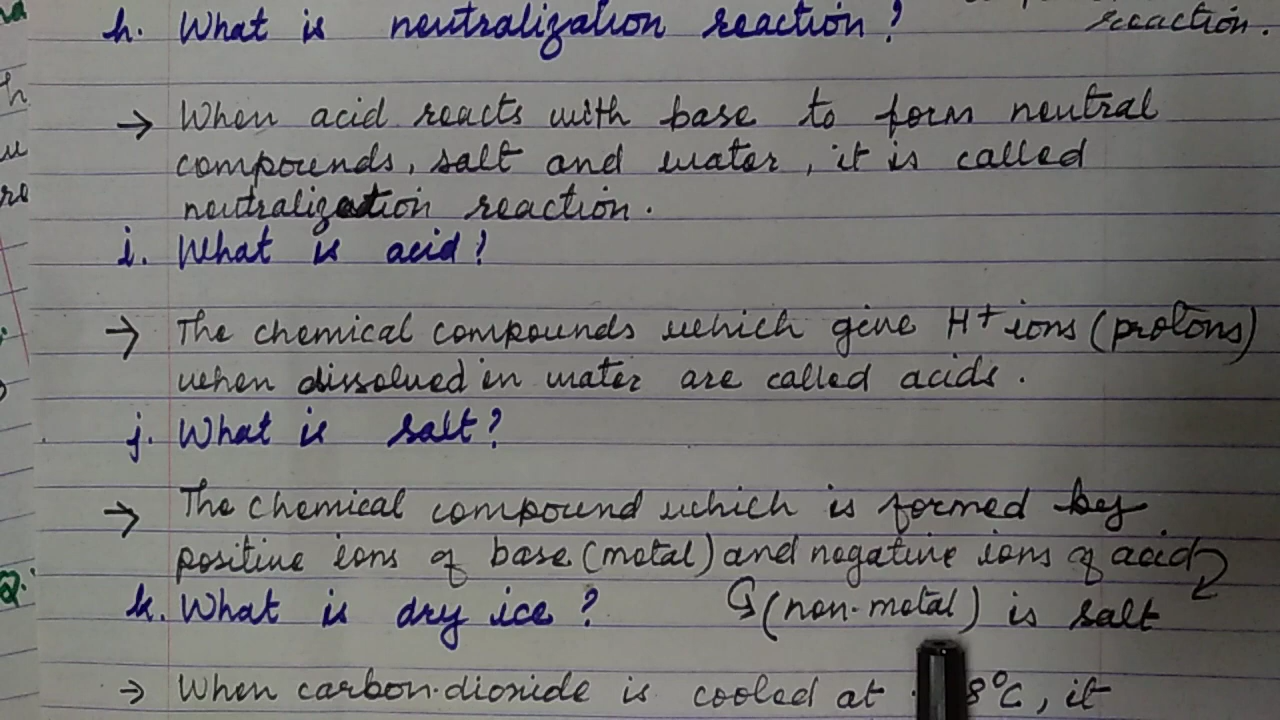 h. What is neutralization reaction? reaction.
→ When acid reacts with base to form neutral
compounds, salt and water, it is called
neutralization reaction.
i. What is acid?
→ The chemical compounds which give H+ ions (protons)
when dissolved in water are called acids.
j. What is salt?
→ The chemical compound which is formed by
positive ions of base (metal) and negative ions of acid
(non-metal) is salt
k. What is dry ice?
→ When carbon-dioxide is cooled at 8°C, it